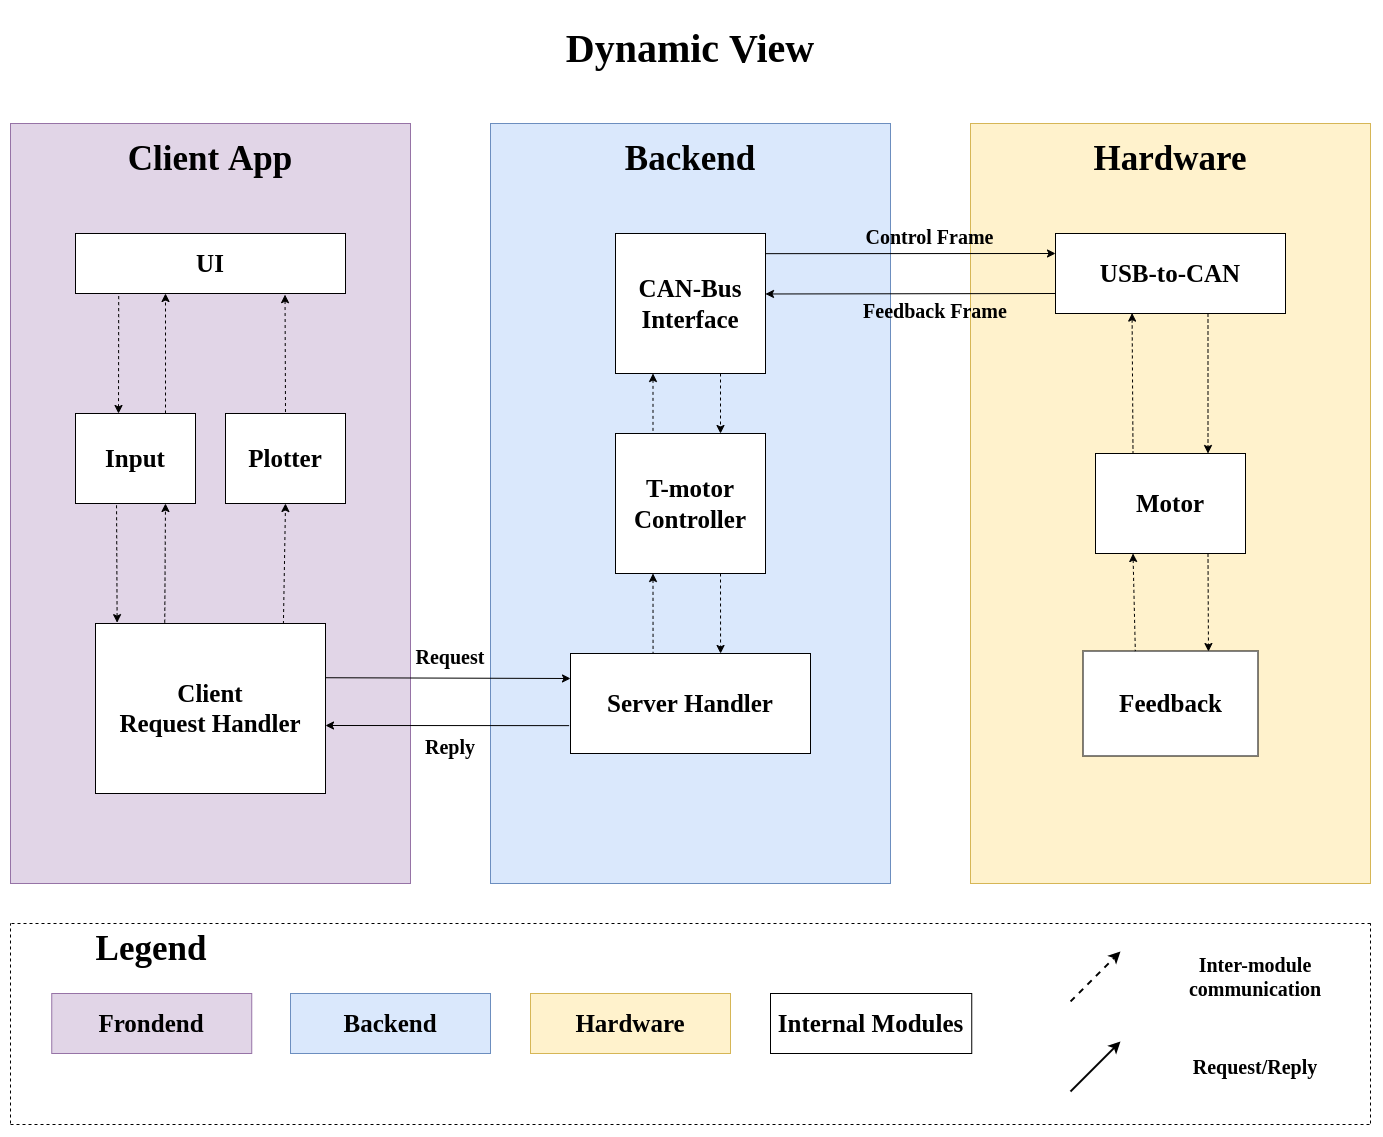 Dynamic View
Client App
Backend
Hardware
UI
Input
Plotter
Client
Request Handler
Request
Reply
CAN-Bus
Interface
T-motor
Controller
Server Handler
Control Frame
Feedback Frame
USB-to-CAN
Motor
Feedback
Legend
Frondend
Backend
Hardware
Internal Modules
Inter-module
communication
Request/Reply